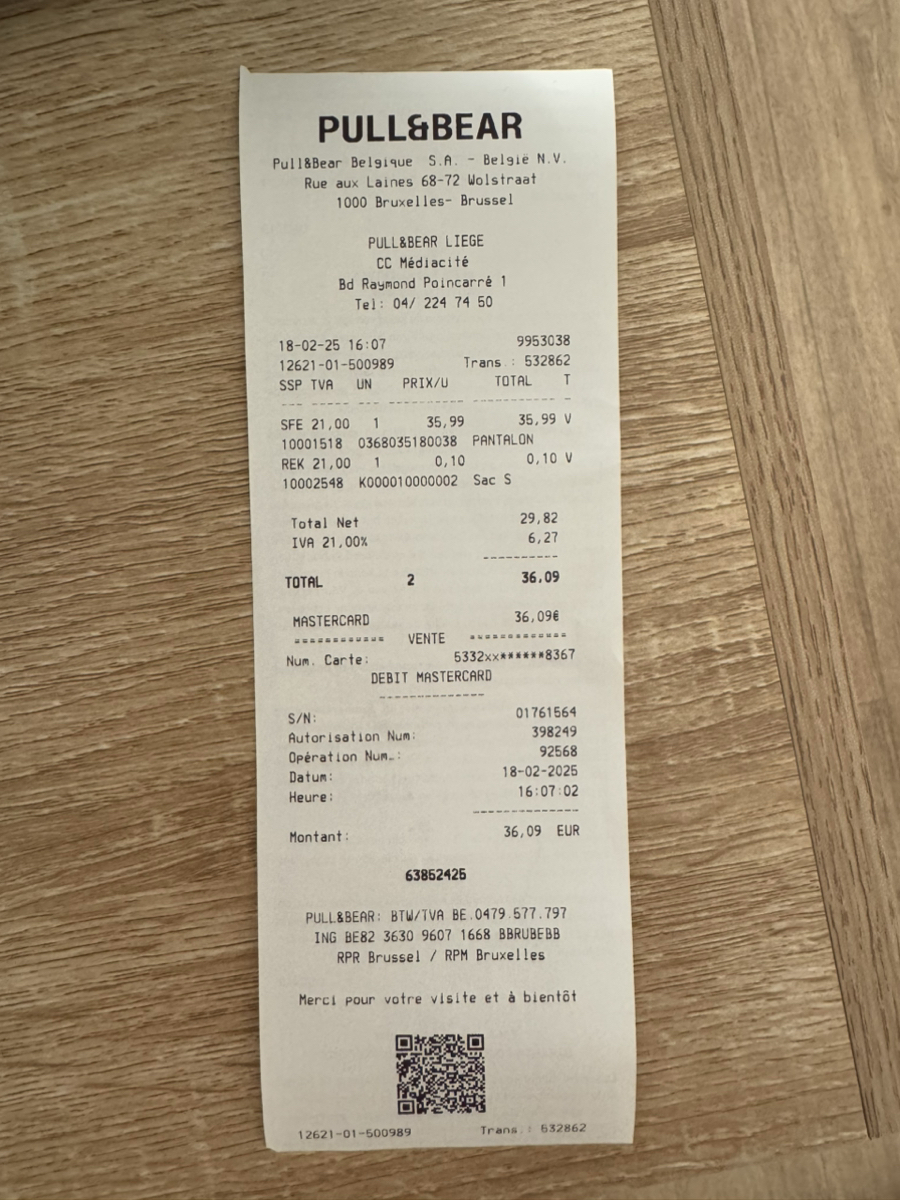 PULL&BEAR
Pull&Bear Belgique S.A. - België N.V.
Rue aux Laines 68-72 Wolstraat
1000 Bruxelles- Brussel
PULL&BEAR LIEGE
CC Médiacité
Bd Raymond Poincarré 1
Tel: 04/ 224 74 50
18-02-25 16:07 9953038
12621-01-500989 Trans.: 532862
SSP TVA UN PRIX/U TOTAL T
--- ----- --- ---------- ----------- -
SFE 21,00 1 35,99 35,99 V
10001518 0368035180038 PANTALON
REK 21,00 1 0,10 0,10 V
10002548 K000010000002 Sac S
Total Net 29,82
IVA 21,00% 6,27
----------
TOTAL 2 36,09
MASTERCARD 36,09€
============ VENTE =============
Num. Carte: 5332xx******8367
DEBIT MASTERCARD
--------------
S/N: 01761564
Autorisation Num: 398249
Opération Num.: 92568
Datum: 18-02-2025
Heure: 16:07:02
--------------
Montant: 36,09 EUR
63852425
PULL&BEAR: BTW/TVA BE.0479.577.797
ING BE82 3630 9607 1668 BBRUBEBB
RPR Brussel / RPM Bruxelles
Merci pour votre visite et à bientôt
12621-01-500989 Trans.: 532862